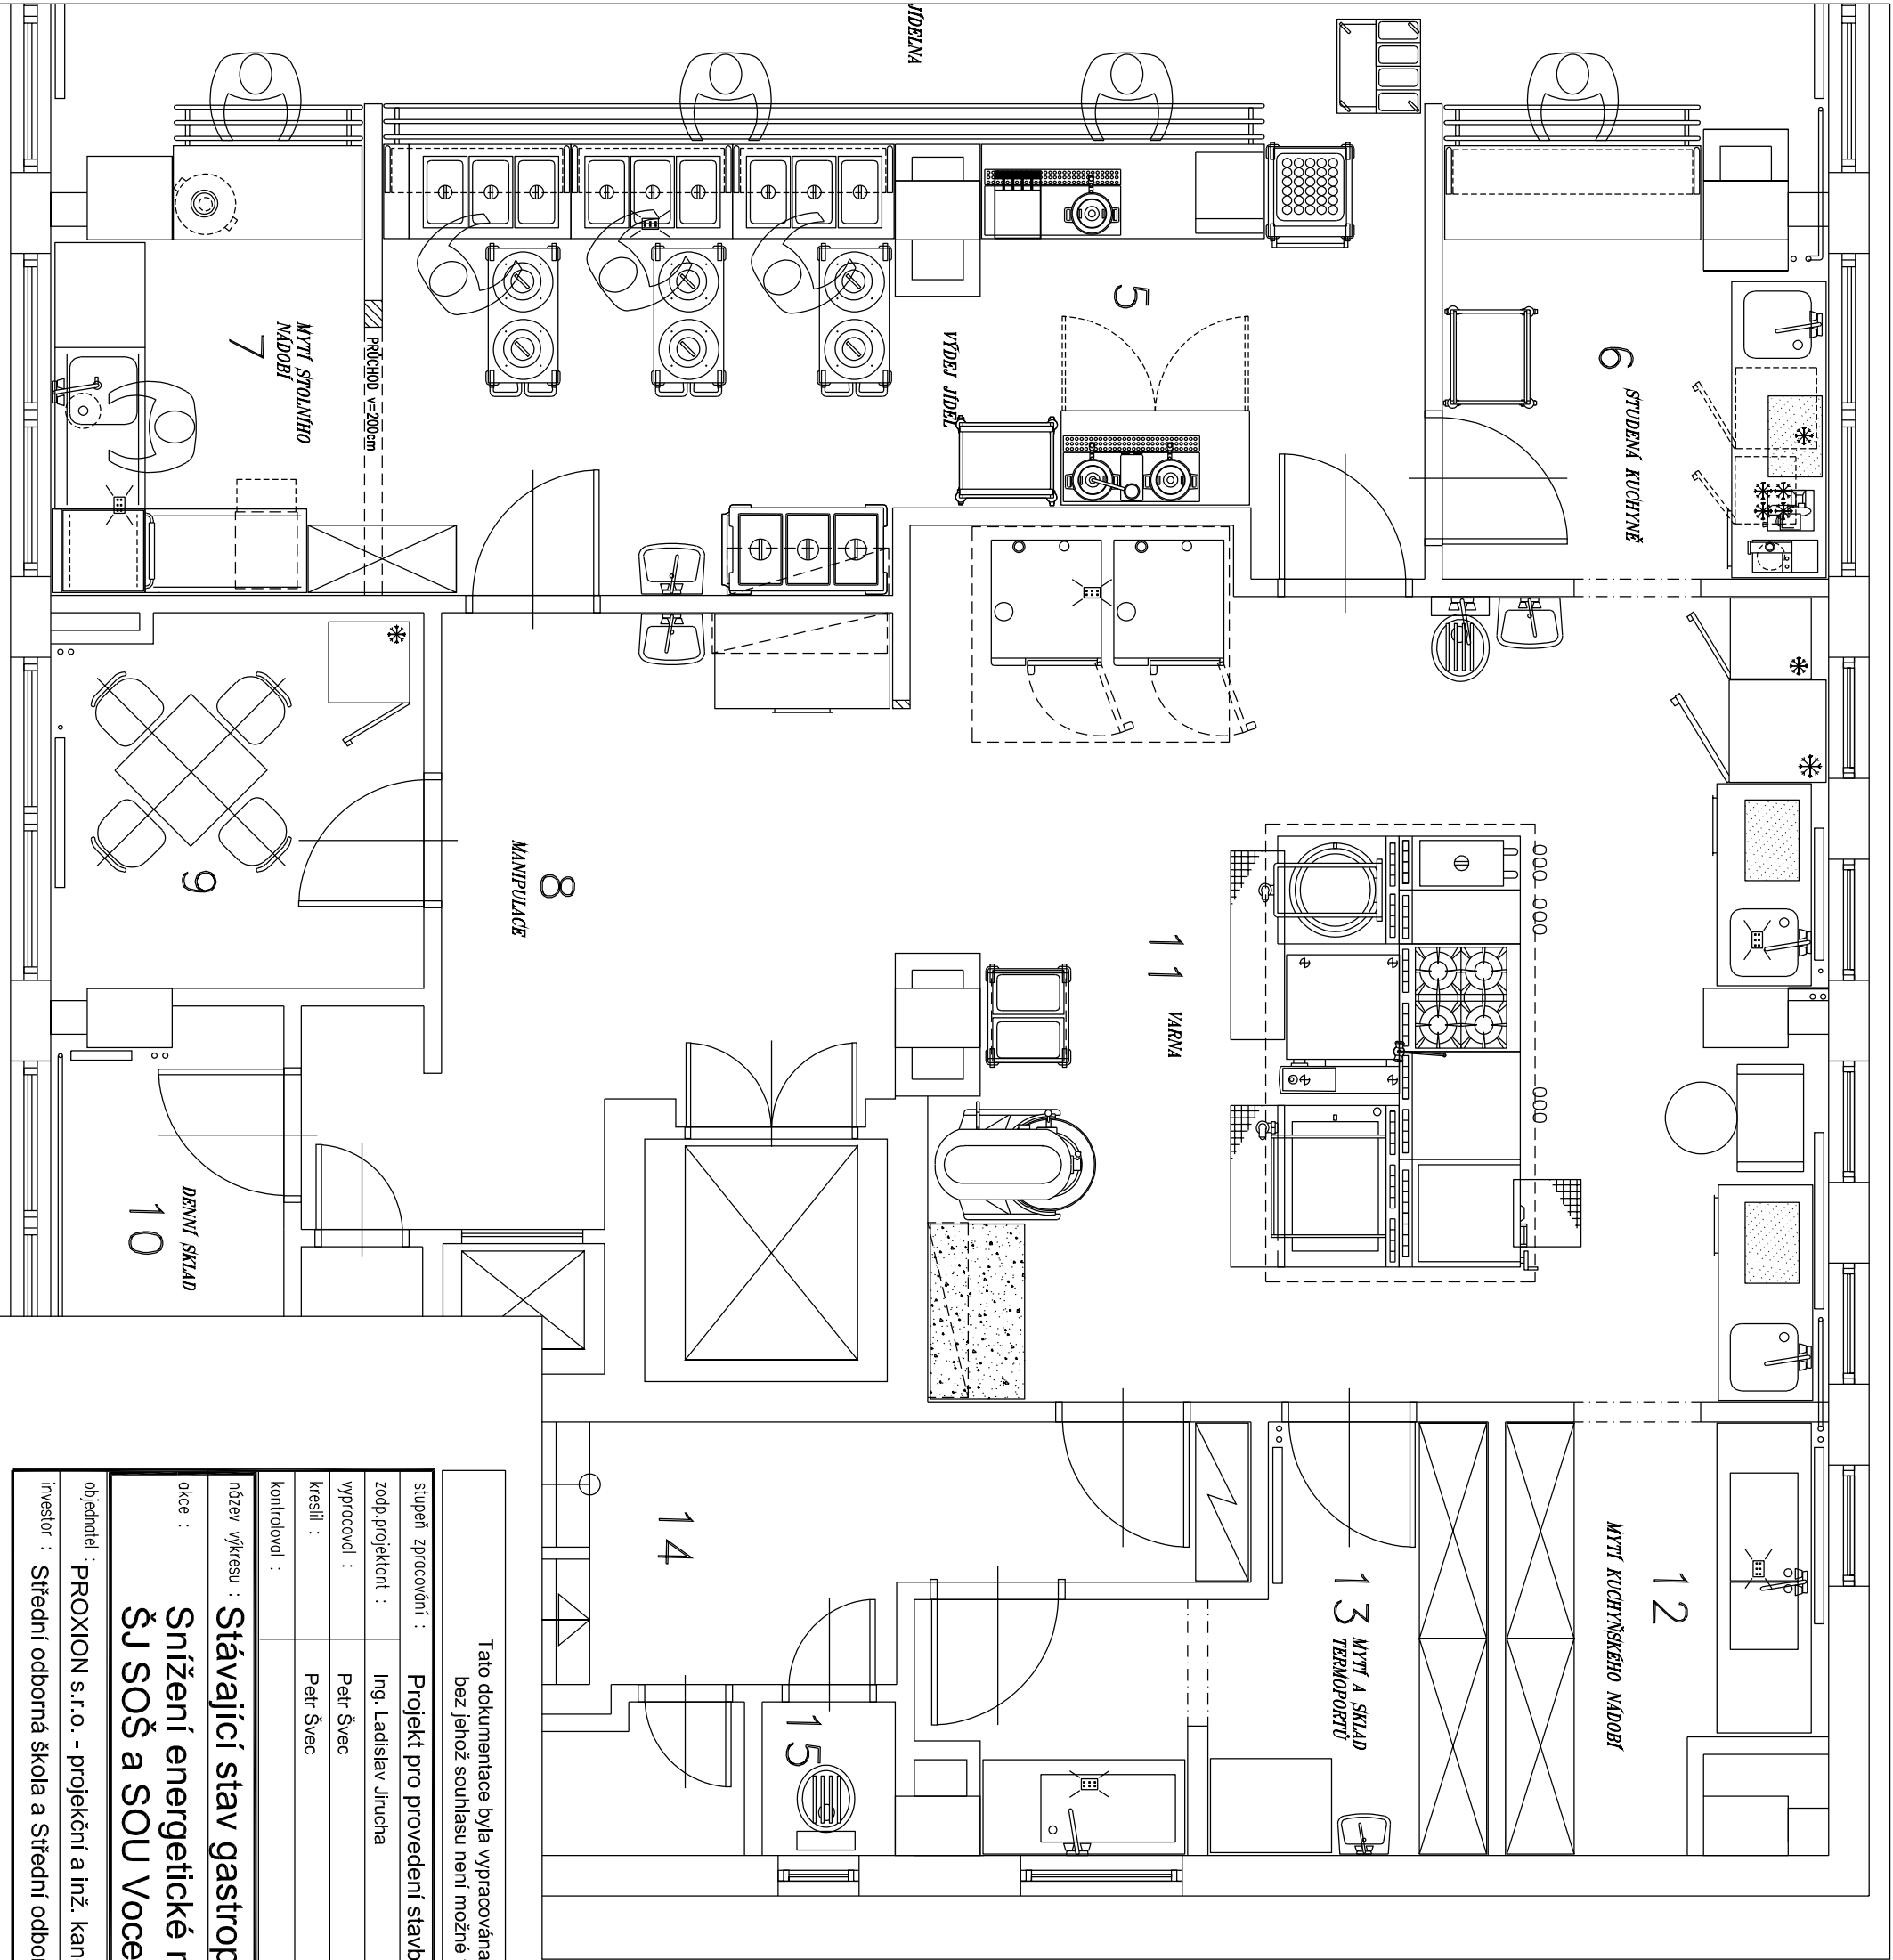 JÍDELNA
5
VÝDEJ JÍDEL
6
STUDENÁ KUCHYNĚ
7
MYTÍ STOLNÍHO
NÁDOBÍ
PRŮCHOD v=200cm
8
MANIPULACE
9
10
DENNÍ SKLAD
11
VARNA
12
MYTÍ KUCHYŇSKÉHO NÁDOBÍ
13
MYTÍ A SKLAD
TERMOPORTŮ
14
15
Tato dokumentace byla vypracována
bez jehož souhlasu není možné
stupeň zpracování : Projekt pro provedení stavb
zodp.projektant : Ing. Ladislav Jirucha
vypracoval : Petr Švec
kreslil : Petr Švec
kontroloval :
název výkresu : Stávající stav gastrop
akce : Snížení energetické
ŠJ SOŠ a SOU Voce
objednatel : PROXION s.r.o. - projekční a inž. kan
investor : Střední odborná škola a Střední odbor